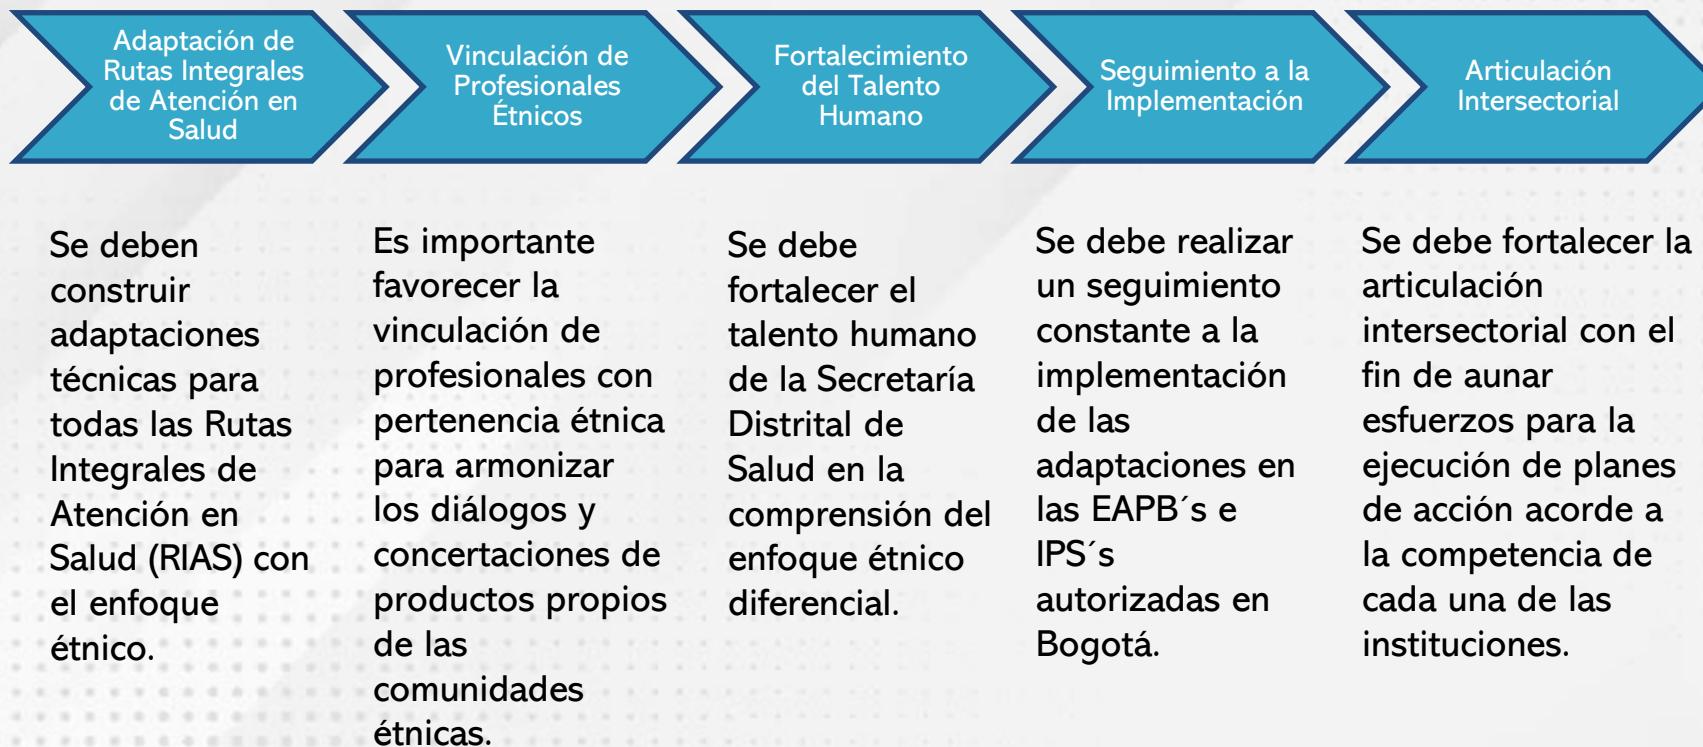 Adaptación de
Rutas Integrales
de Atención en
Salud
Vinculación de
Profesionales
Étnicos
Fortalecimiento
del Talento
Humano
Seguimiento a la
Implementación
Articulación
Intersectorial
Se deben
construir
adaptaciones
técnicas para
todas las Rutas
Integrales de
Atención en
Salud (RIAS) con
el enfoque
étnico.
Es importante
favorecer la
vinculación de
profesionales con
pertenencia étnica
para armonizar
los diálogos y
concertaciones de
productos propios
de las
comunidades
étnicas.
Se debe
fortalecer el
talento humano
de la Secretaría
Distrital de
Salud en la
comprensión del
enfoque étnico
diferencial.
Se debe realizar
un seguimiento
constante a la
implementación
de las
adaptaciones en
las EAPB´s e
IPS´s
autorizadas en
Bogotá.
Se debe fortalecer la
articulación
intersectorial con el
fin de aunar
esfuerzos para la
ejecución de planes
de acción acorde a
la competencia de
cada una de las
instituciones.